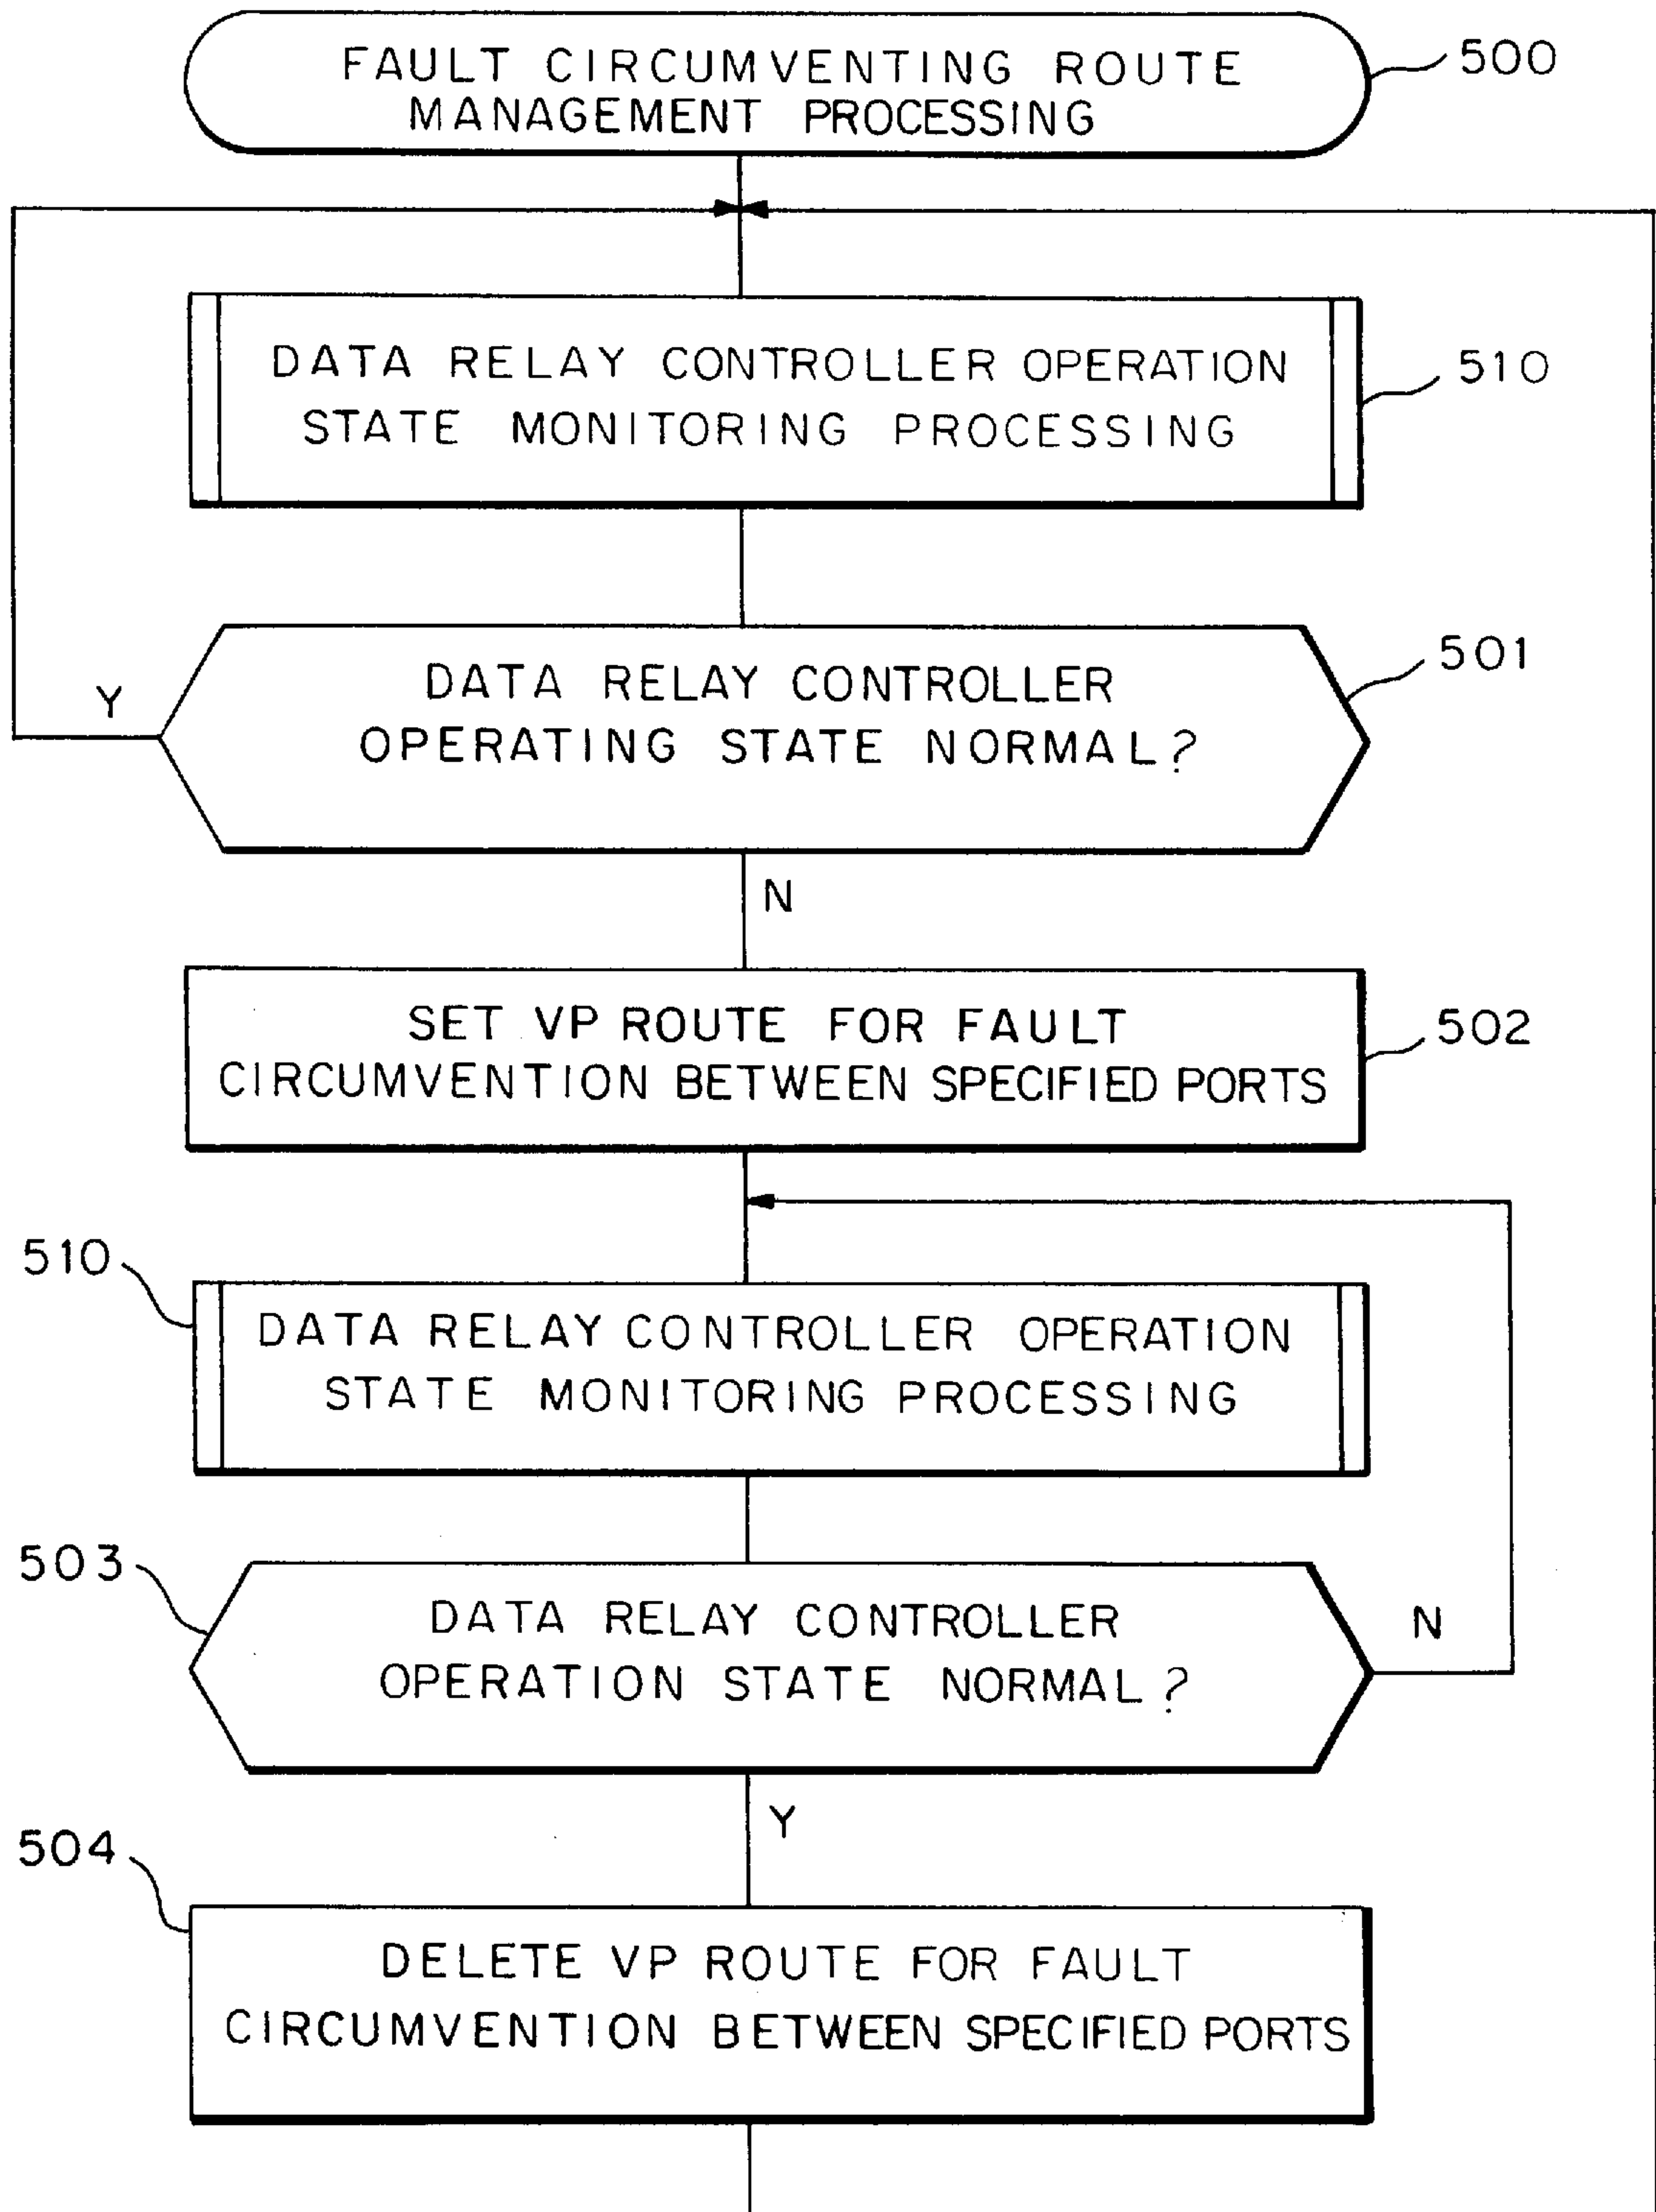 FAULT CIRCUMVENTING ROUTE
MANAGEMENT PROCESSING
500
DATA RELAY CONTROLLER OPERATION
STATE MONITORING PROCESSING
510
DATA RELAY CONTROLLER
OPERATING STATE NORMAL?
501
Y
N
SET VP ROUTE FOR FAULT
CIRCUMVENTION BETWEEN SPECIFIED PORTS
502
510
DATA RELAY CONTROLLER OPERATION
STATE MONITORING PROCESSING
503
DATA RELAY CONTROLLER
OPERATION STATE NORMAL?
N
Y
504
DELETE VP ROUTE FOR FAULT
CIRCUMVENTION BETWEEN SPECIFIED PORTS